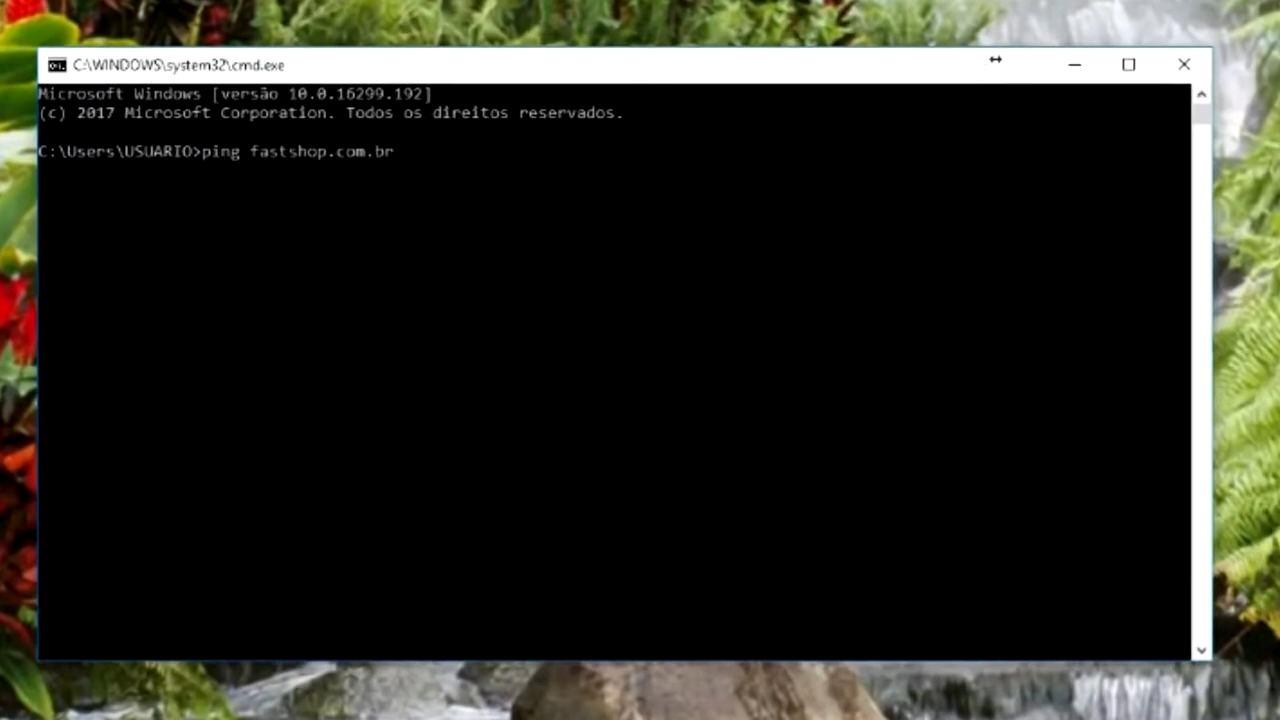 C:\WINDOWS\system32\cmd.exe
Microsoft Windows [versão 10.0.16299.192]
(c) 2017 Microsoft Corporation. Todos os direitos reservados.
C:\Users\USUARIO>ping fastshop.com.br